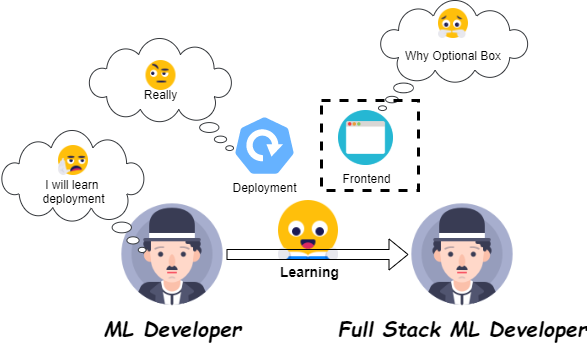 Why Optional Box
Really
I will learn
deployment
Deployment
Frontend
Learning
ML Developer
Full Stack ML Developer